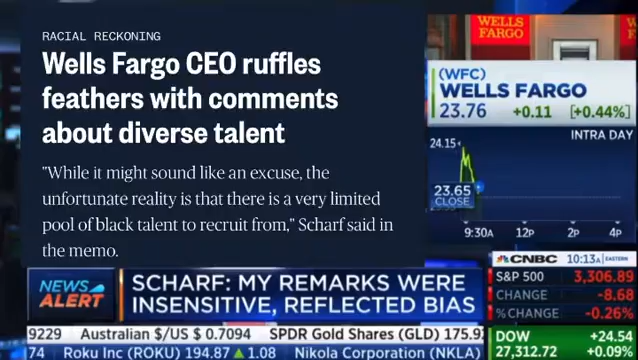 RACIAL RECKONING
Wells Fargo CEO ruffles
feathers with comments
about diverse talent
"While it might sound like an excuse, the
unfortunate reality is that there is a very limited
pool of black talent to recruit from," Scharf said in
the memo.
WELLS
FARGO
(WFC)
WELLS FARGO
23.76 +0.11 [+0.44%]
INTRA DAY
24.15
23.65
CLOSE
9:30A 12P 2P 4P
CNBC 10:13A EASTERN
S&P 500 3,306.89
CHANGE -8.68
% CHANGE -0.26%
DOW +24.54
27,312.72 +0.09%
NEWS
ALERT
SCHARF: MY REMARKS WERE
INSENSITIVE, REFLECTED BIAS
9229 Australian $/US $ 0.7094 SPDR Gold Shares (GLD) 175.92
74 Roku Inc (ROKU) 194.87 ▲ 1.08 Nikola Corporation (NKLA)